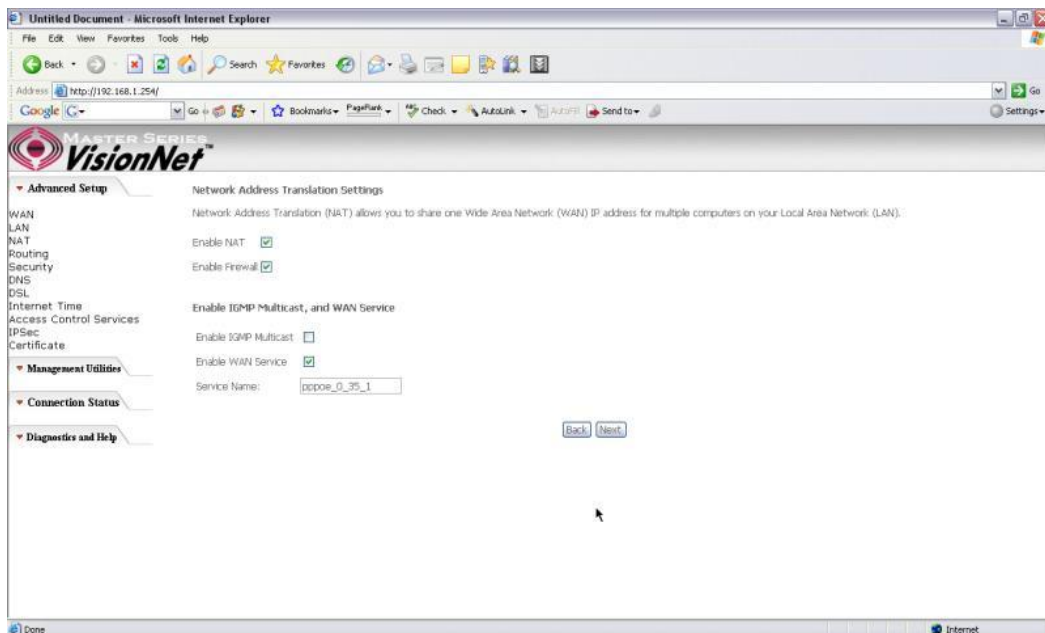 Untitled Document - Microsoft Internet Explorer
File Edit View Favorites Tools Help
Back Search Favorites
Address http://192.168.1.254/ Go
Google G Go Bookmarks PageRank Check AutoLink AutoFill Send to Settings
MASTER SERIES
VisionNet™
Advanced Setup
WAN
LAN
NAT
Routing
Security
DNS
DSL
Internet Time
Access Control Services
IPSec
Certificate
Management Utilities
Connection Status
Diagnostics and Help
Network Address Translation Settings
Network Address Translation (NAT) allows you to share one Wide Area Network (WAN) IP address for multiple computers on your Local Area Network (LAN).
Enable NAT
Enable Firewall
Enable IGMP Multicast, and WAN Service
Enable IGMP Multicast
Enable WAN Service
Service Name: pppoe_0_35_1
Back Next
Done Internet